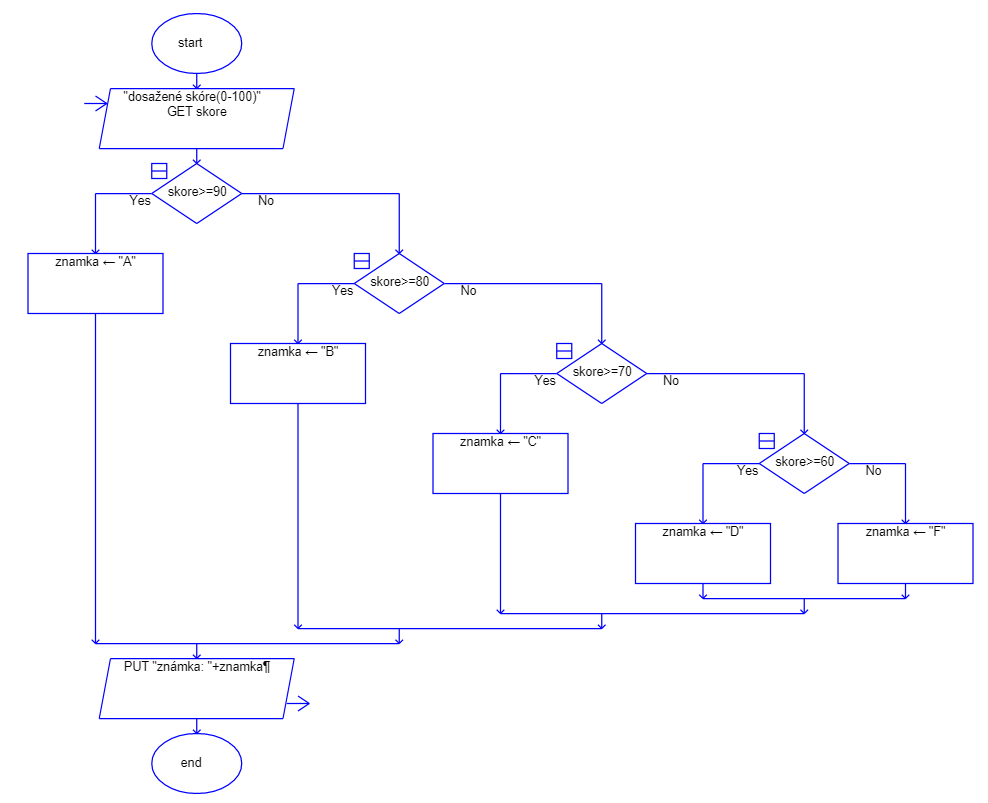 start
"dosažené skóre(0-100)"
GET skore
skore>=90
Yes
No
znamka ← "A"
skore>=80
Yes
No
znamka ← "B"
skore>=70
Yes
No
znamka ← "C"
skore>=60
Yes
No
znamka ← "D"
znamka ← "F"
PUT "známka: "+znamka¶
end